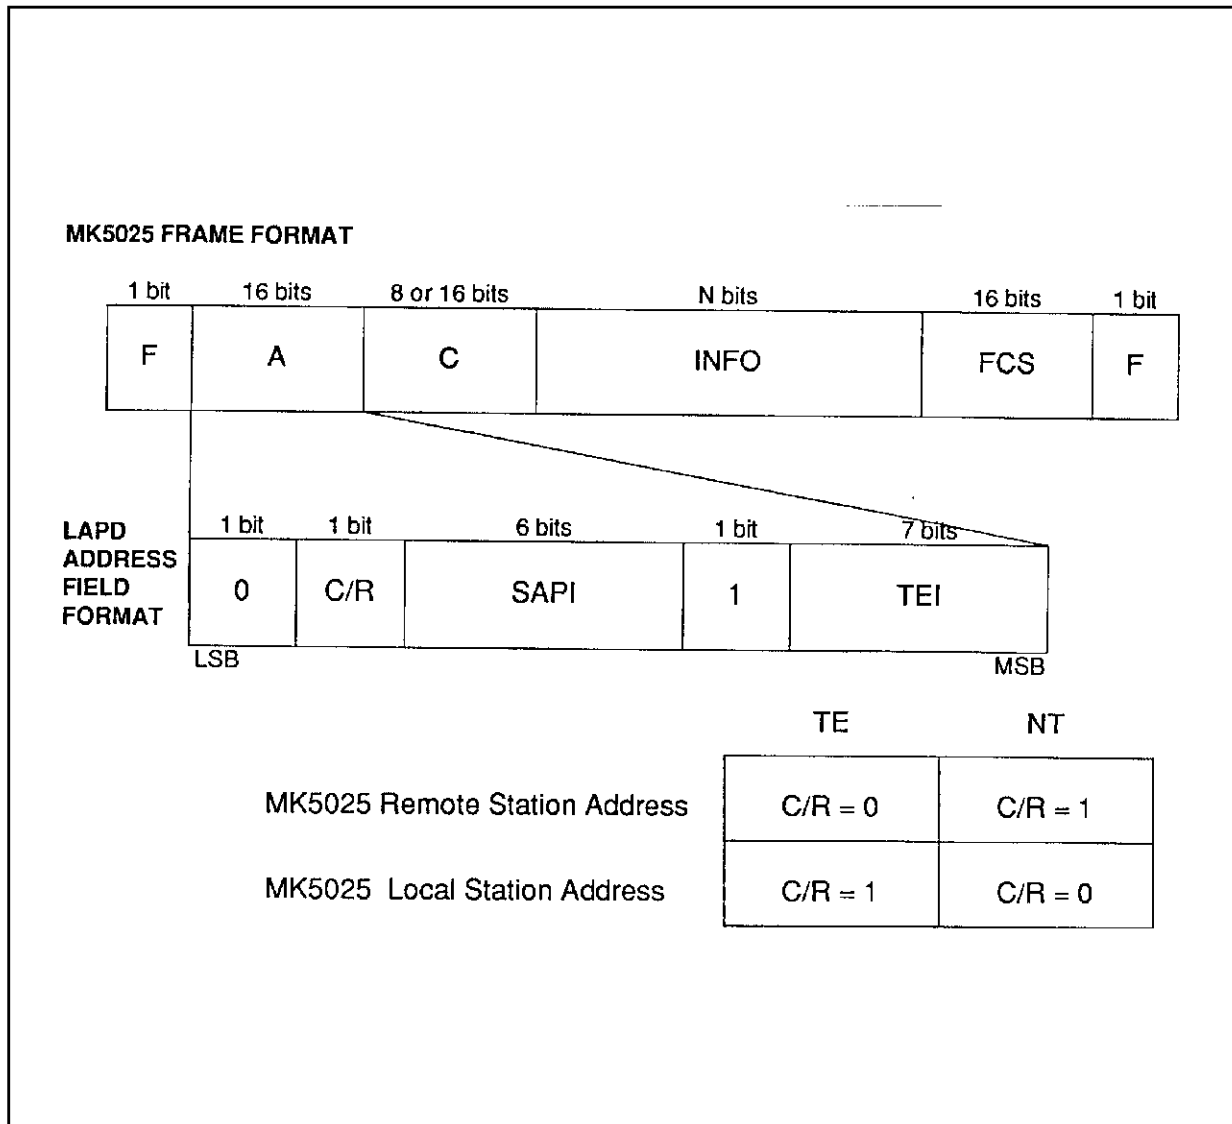 MK5025 FRAME FORMAT
1 bit 16 bits 8 or 16 bits N bits 16 bits 1 bit
F A C INFO FCS F
LAPD ADDRESS FIELD FORMAT
1 bit 1 bit 6 bits 1 bit 7 bits
0 C/R SAPI 1 TEI
LSB MSB
TE NT
MK5025 Remote Station Address C/R = 0 C/R = 1
MK5025 Local Station Address C/R = 1 C/R = 0